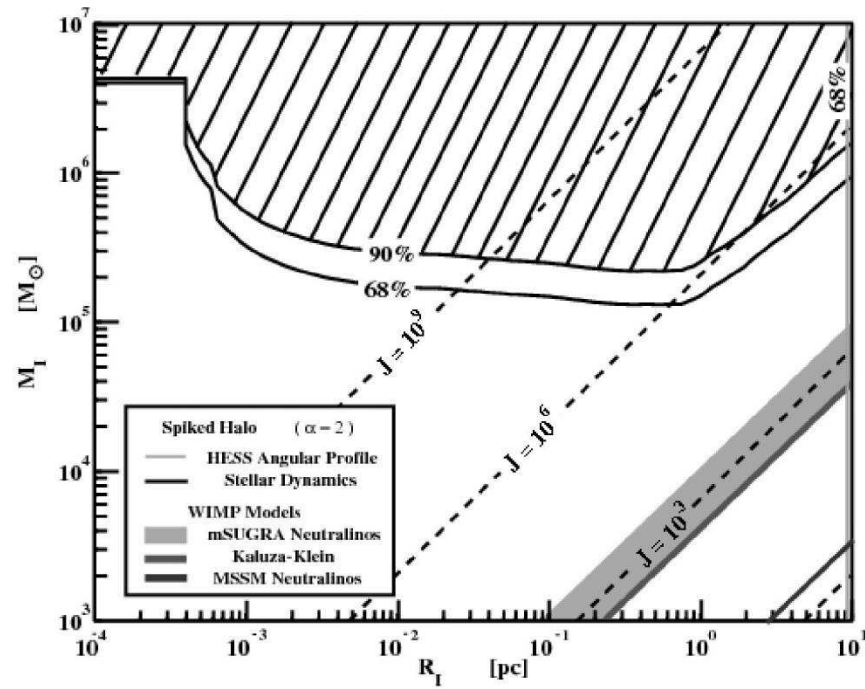 10^7
10^6
10^5
10^4
10^3
M_I [M_⊙]
68%
90%
68%
J = 10^9
J = 10^6
J = 10^3
Spiked Halo ( α = 2 )
HESS Angular Profile
Stellar Dynamics
WIMP Models
mSUGRA Neutralinos
Kaluza-Klein
MSSM Neutralinos
10^-4 10^-3 10^-2 10^-1 10^0 10^1
R_I [pc]